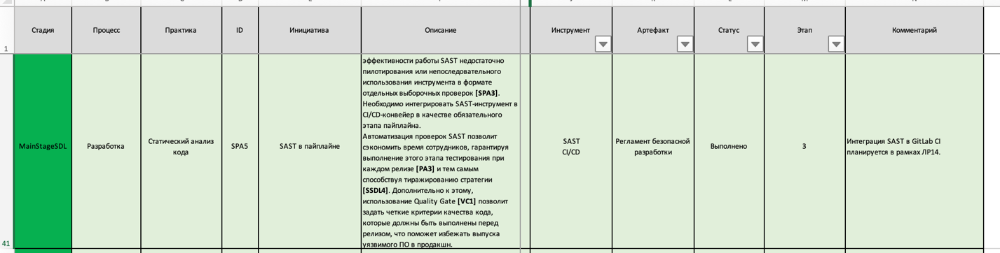 Стадия
Процесс
Практика
ID
Инициатива
Описание
Инструмент
Артефакт
Статус
Этап
Комментарий
1
41
MainStageSDL
Разработка
Статический анализ
кода
SPA5
SAST в пайплайне
эффективности работы SAST недостаточно
пилотирования или непоследовательного
использования инструмента в формате
отдельных выборочных проверок [SPA3].
Необходимо интегрировать SAST-инструмент в
CI/CD-конвейер в качестве обязательного
этапа пайплайна.
Автоматизация проверок SAST позволит
сэкономить время сотрудников, гарантируя
выполнение этого этапа тестирования при
каждом релизе [PA3] и тем самым
способствуя тиражированию стратегии
[SSDL4]. Дополнительно к этому,
использование Quality Gate [VC1] позволит
задать четкие критерии качества кода,
которые должны быть выполнены перед
релизом, что поможет избежать выпуска
уязвимого ПО в продакшн.
SAST
CI/CD
Регламент безопасной
разработки
Выполнено
3
Интеграция SAST в GitLab CI
планируется в рамках ЛР14.